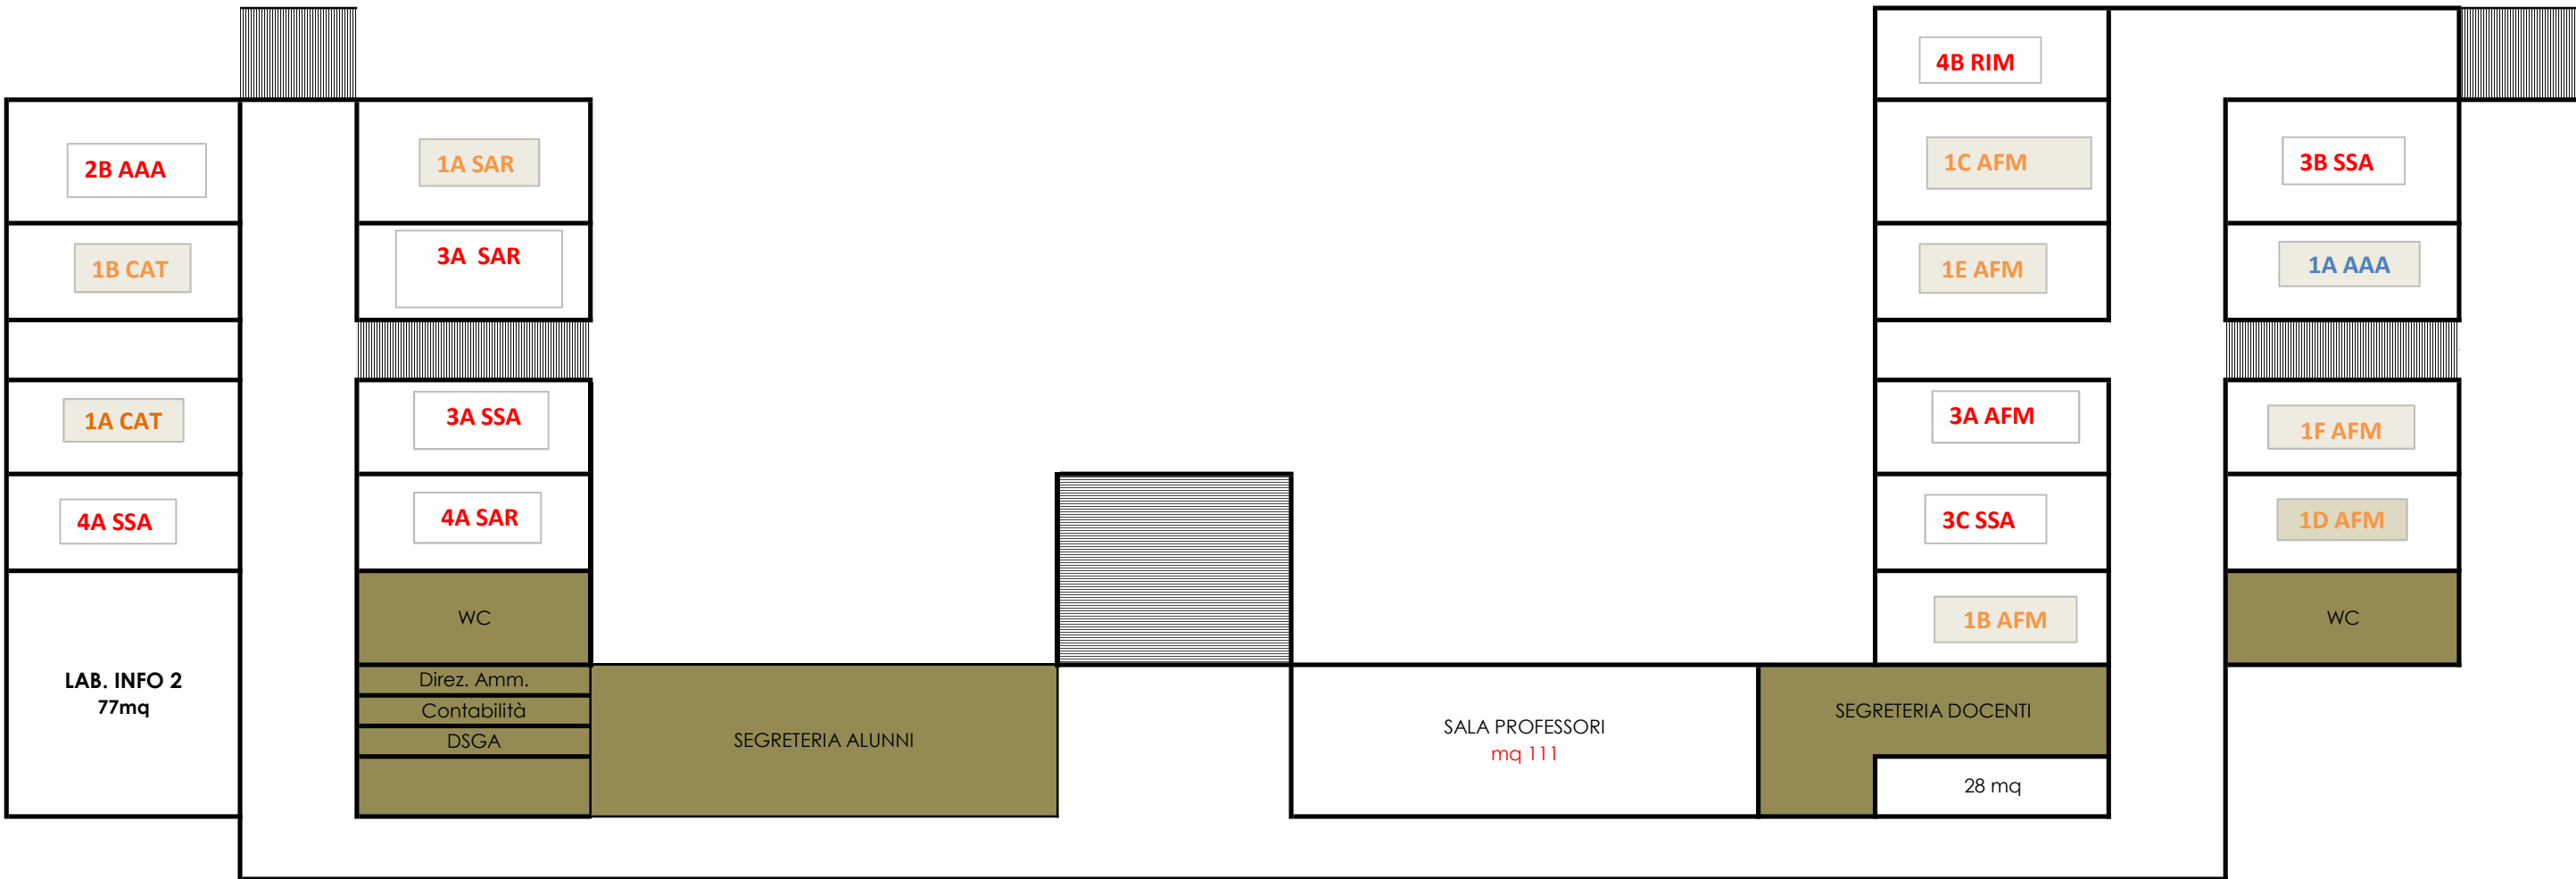 4B RIM
2B AAA
1A SAR
1C AFM
3B SSA
1B CAT
3A SAR
1E AFM
1A AAA
1A CAT
3A SSA
3A AFM
1F AFM
4A SSA
4A SAR
3C SSA
1D AFM
WC
1B AFM
WC
LAB. INFO 2
77mq
Direz. Amm.
Contabilità
DSGA
SEGRETERIA ALUNNI
SALA PROFESSORI
mq 111
SEGRETERIA DOCENTI
28 mq